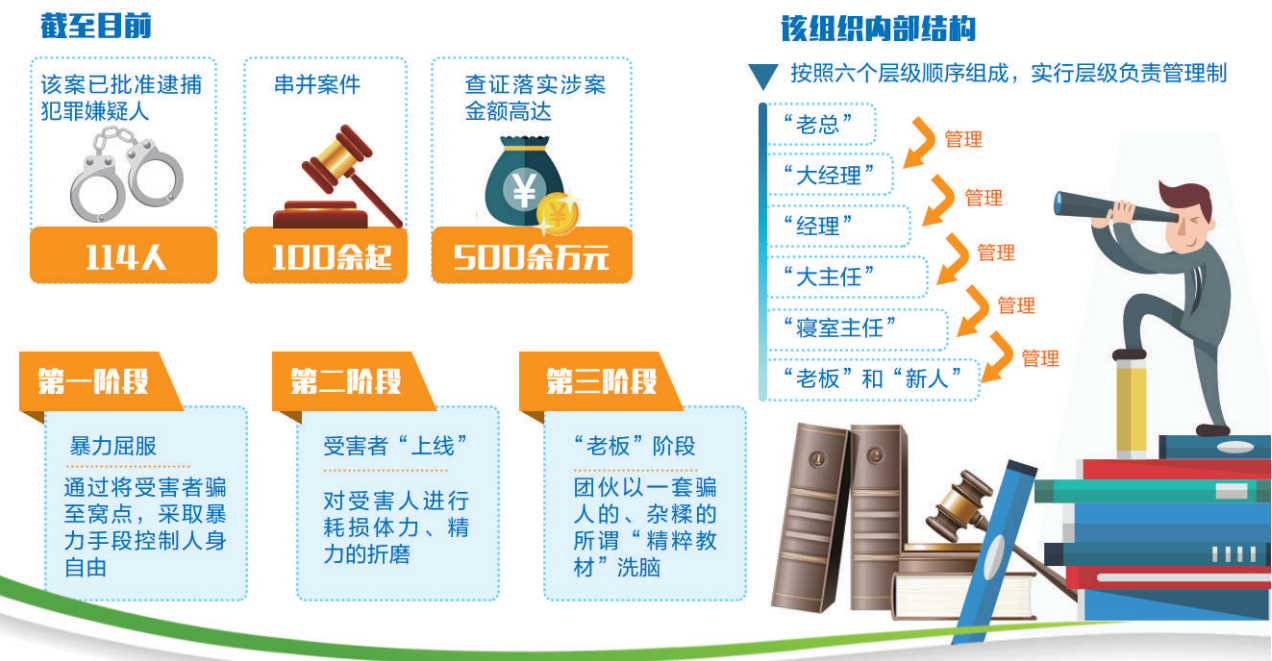 截至目前
该案已批准逮捕
犯罪嫌疑人
114人
串并案件
100余起
查证落实涉案
金额高达
500余万元
该组织内部结构
按照六个层级顺序组成，实行层级负责管理制
“老总”
管理
“大经理”
管理
“经理”
管理
“大主任”
管理
“寝室主任”
管理
“老板”和“新人”
第一阶段
暴力屈服
通过将受害者骗
至窝点，采取暴
力手段控制人身
自由
第二阶段
受害者“上线”
对受害人进行
耗损体力、精
力的折磨
第三阶段
“老板”阶段
团伙以一套骗
人的、杂糅的
所谓“精粹教
材”洗脑
1
2